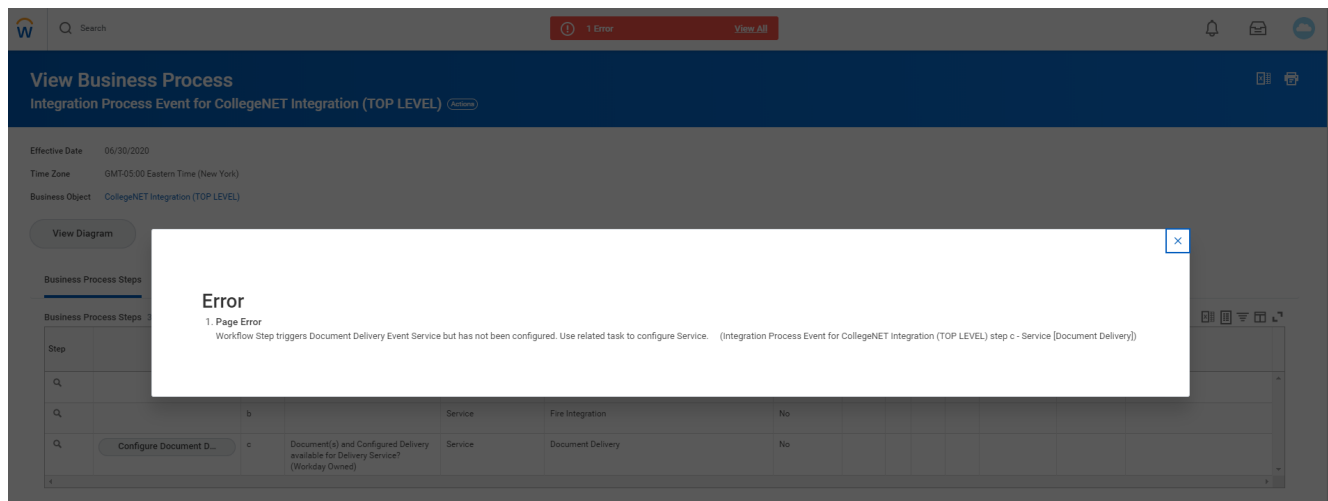 W
Search
1 Error View All
View Business Process
Integration Process Event for CollegeNET Integration (TOP LEVEL) Actions
Effective Date 06/30/2020
Time Zone GMT-05:00 Eastern Time (New York)
Business Object CollegeNET Integration (TOP LEVEL)
View Diagram
Business Process Steps
Error
1. Page Error
Workflow Step triggers Document Delivery Event Service but has not been configured. Use related task to configure Service. (Integration Process Event for CollegeNET Integration (TOP LEVEL) step c - Service [Document Delivery])
Business Process Steps 3
Step
b Service Fire Integration No
Configure Document D... c Document(s) and Configured Delivery Service Document Delivery No
available for Delivery Service?
(Workday Owned)